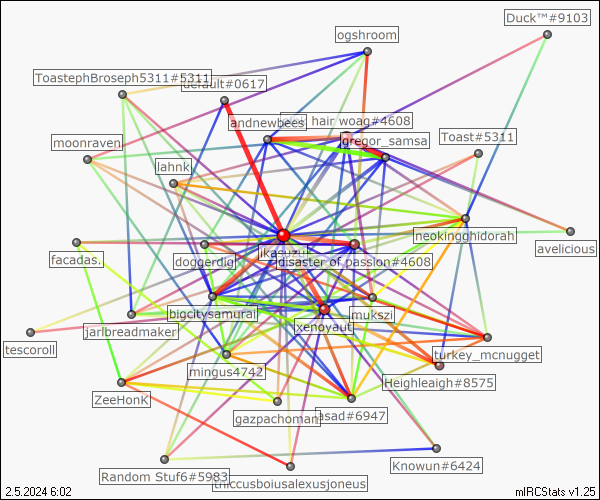 Duck™#9103
ogshroom
ToastephBroseph5311#5311
default#0617
andnewbees
hair woag#4608
gregor_samsa
Toast#5311
moonraven
lahnk
neokingghidorah
avelicious
facadas.
doggerdig
jikasuzui
disaster of passion#4608
bigcitysamurai
mukszi
jarlbreadmaker
xenoyaut
tescoroll
turkey_mcnugget
mingus4742
Heighleaigh#8575
ZeeHonK
gazpachoman
asad#6947
Random Stuf6#5983
Knowun#6424
thiccusboiusalexusjoneus
2.5.2024 6:02
mIRCStats v1.25